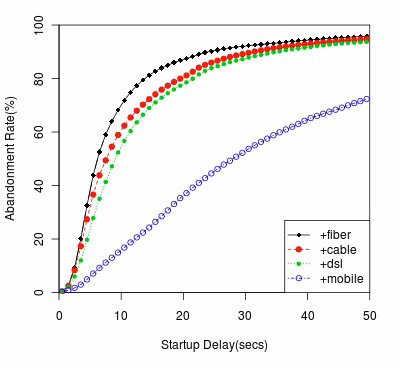 100
80
60
40
20
0
Abandonment Rate(%)
+fiber
+cable
+dsl
+mobile
0 10 20 30 40 50
Startup Delay(secs)